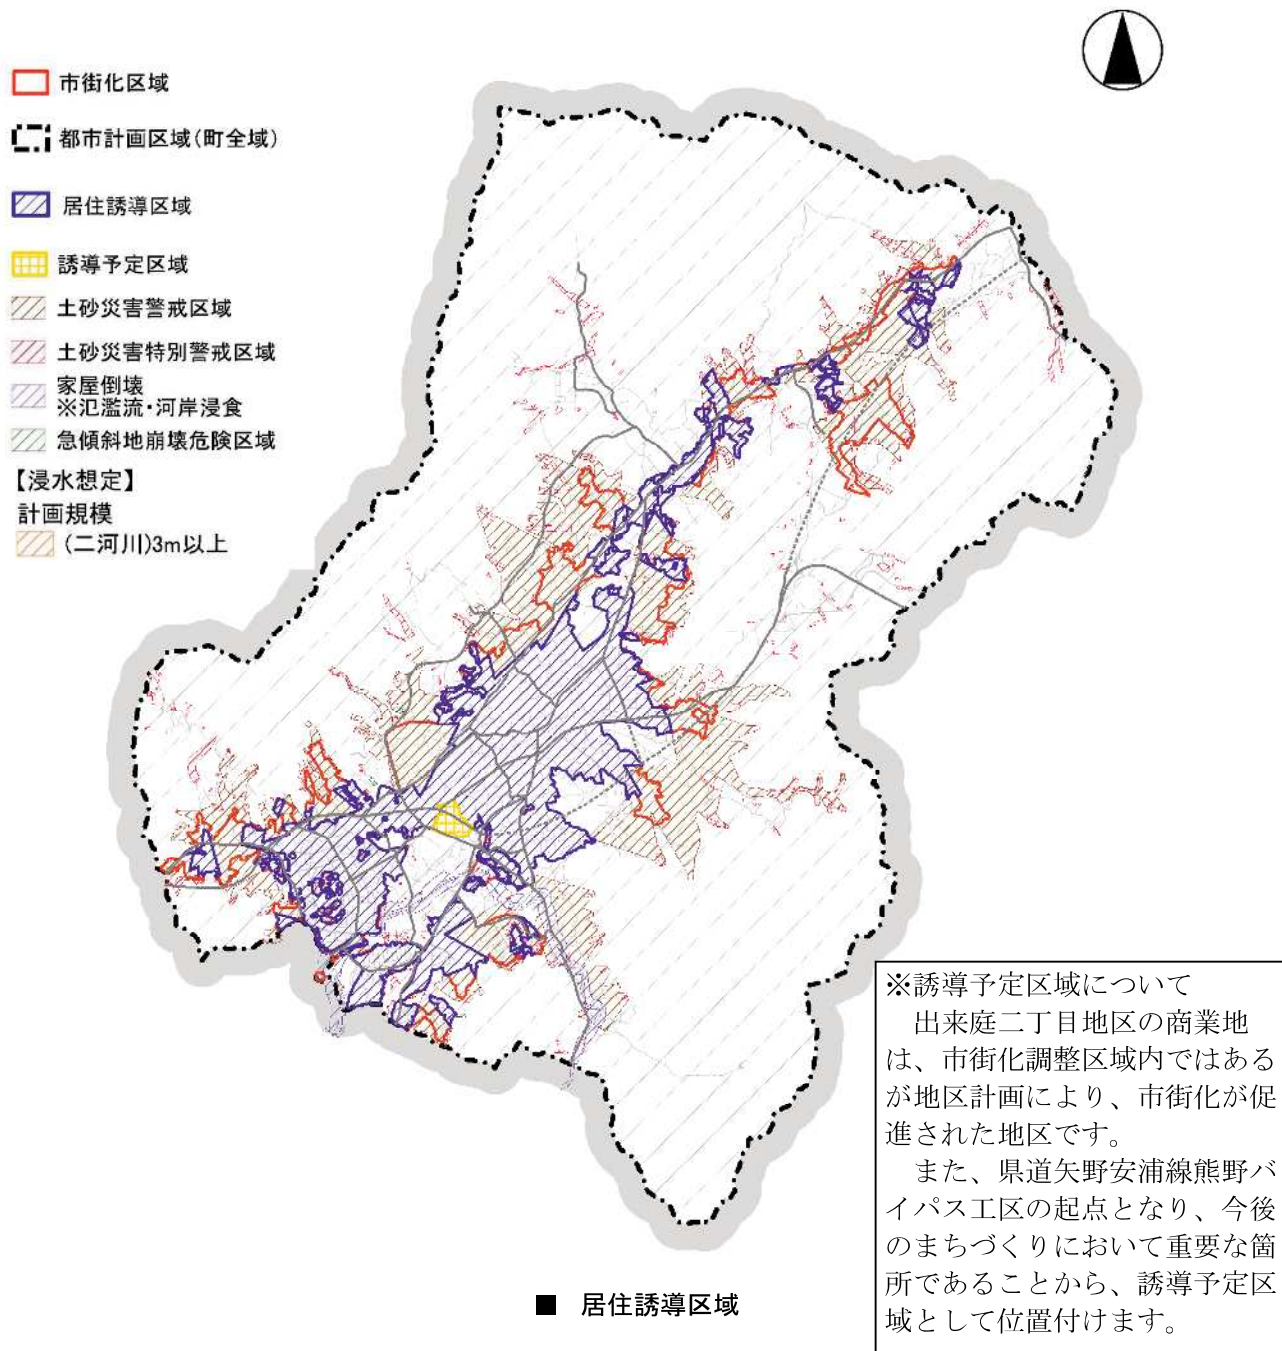 市街化区域
都市計画区域(町全域)
居住誘導区域
誘導予定区域
土砂災害警戒区域
土砂災害特別警戒区域
家屋倒壊
※氾濫流・河岸浸食
急傾斜地崩壊危険区域
【浸水想定】
計画規模
(二河川)3m以上
※誘導予定区域について
出来庭二丁目地区の商業地
は、市街化調整区域内ではある
が地区計画により、市街化が促
進された地区です。
また、県道矢野安浦線熊野バ
イパス工区の起点となり、今後
のまちづくりにおいて重要な箇
所であることから、誘導予定区
域として位置付けます。
■ 居住誘導区域